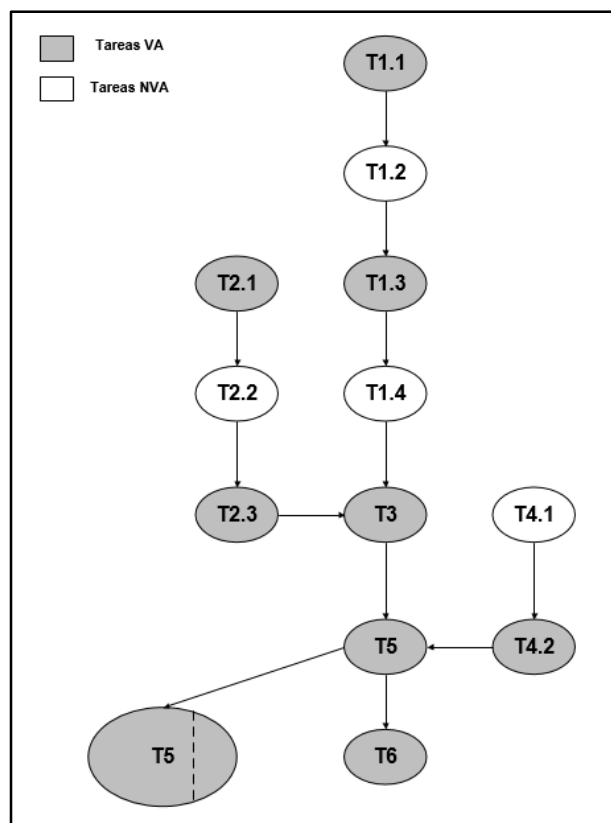 Tareas VA
Tareas NVA
T1.1
T1.2
T2.1
T1.3
T2.2
T1.4
T2.3
T3
T4.1
T5
T4.2
T5
T6